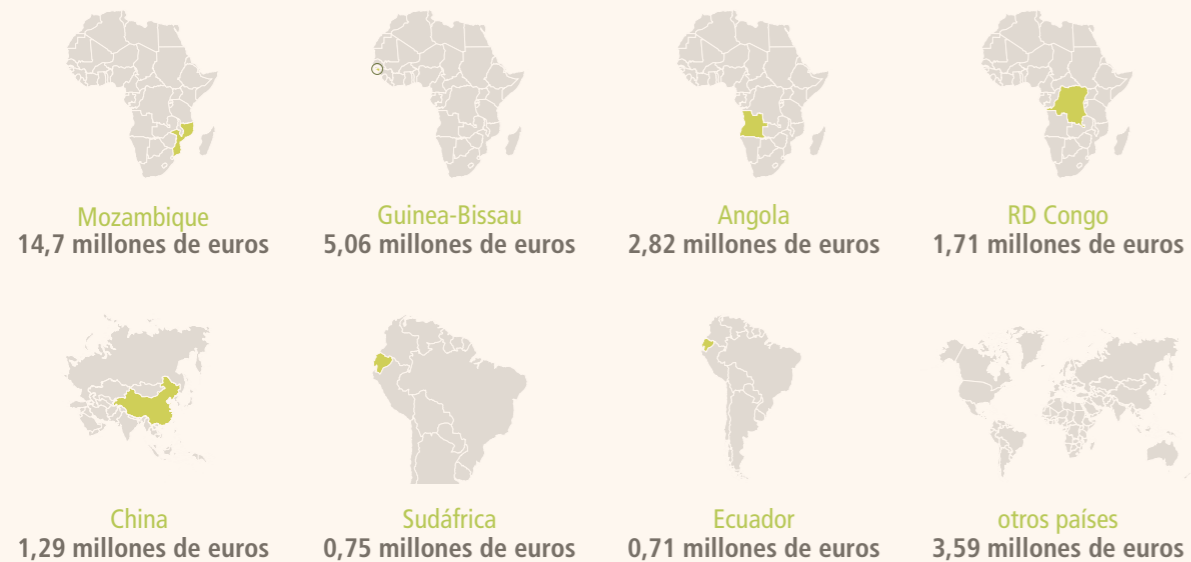 Mozambique
14,7 millones de euros
Guinea-Bissau
5,06 millones de euros
Angola
2,82 millones de euros
RD Congo
1,71 millones de euros
China
1,29 millones de euros
Sudáfrica
0,75 millones de euros
Ecuador
0,71 millones de euros
otros países
3,59 millones de euros